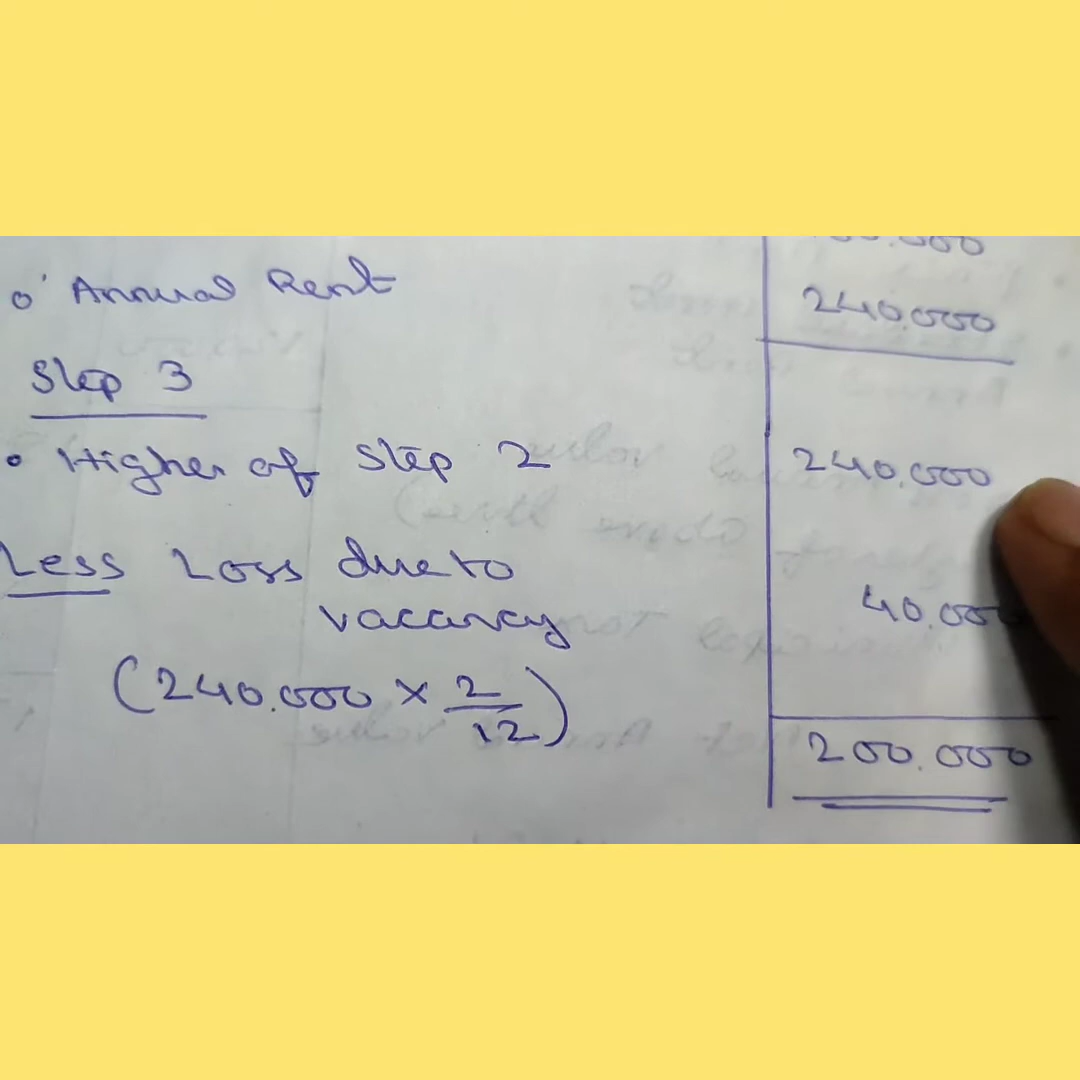 • Annual Rent 240.000
Step 3
• Higher of Step 2 240.000
Less Loss due to
vacancy 40.000
(240.000 × 2/12)
200.000